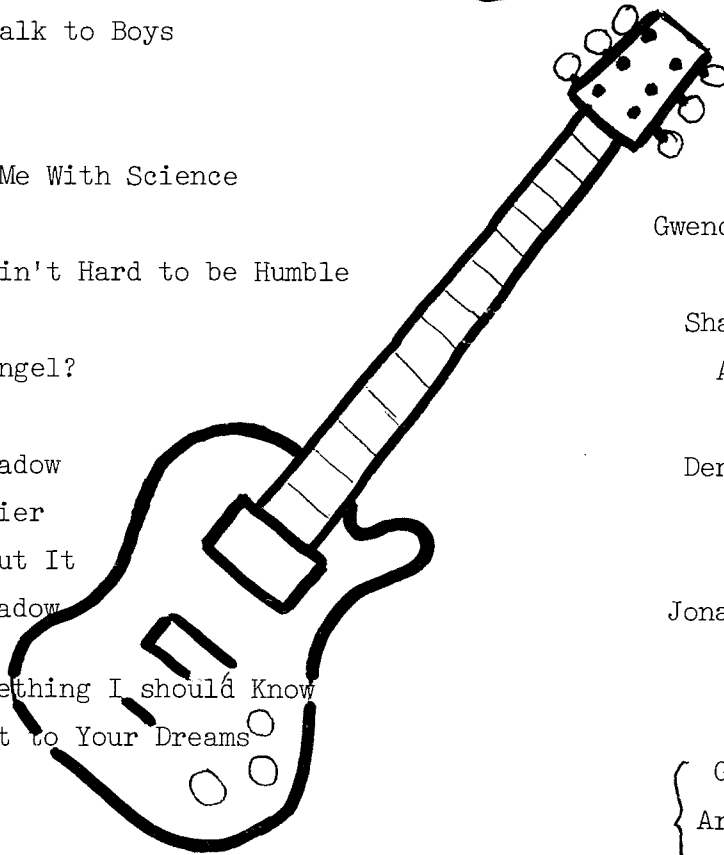 alk to Boys
Me With Science
Gwend
in't Hard to be Humble
Sha
ngel?
A
adow
Den
ier
ut It
adow
Jona
ething I should Know
t to Your Dreams
G
Ar